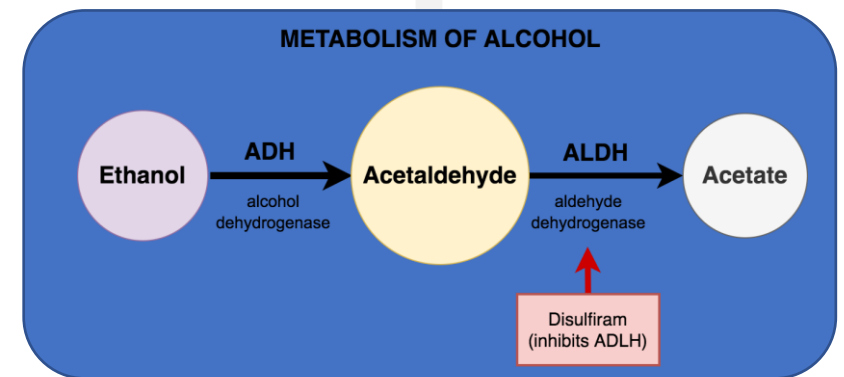 METABOLISM OF ALCOHOL
Ethanol
ADH
alcohol
dehydrogenase
Acetaldehyde
ALDH
aldehyde
dehydrogenase
Acetate
Disulfiram
(inhibits ADLH)